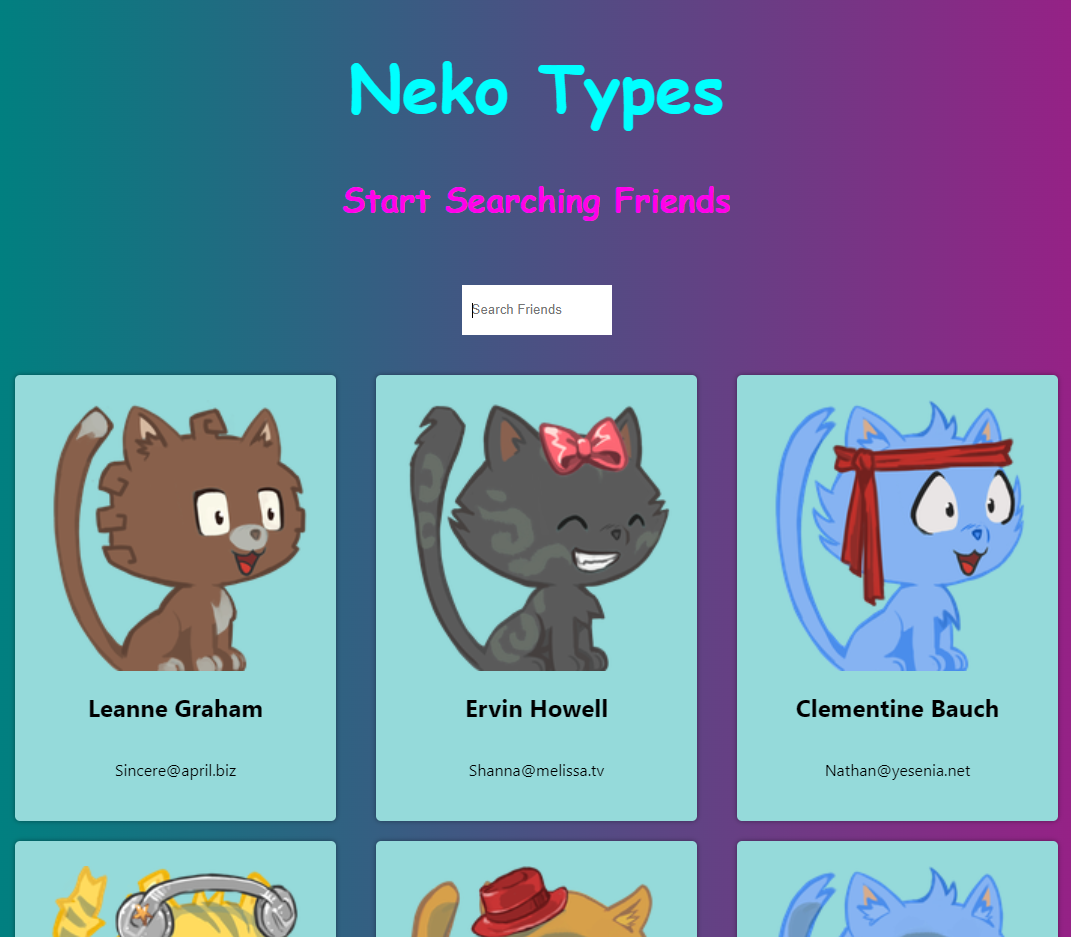 Neko Types
Start Searching Friends
Search Friends
Leanne Graham
Ervin Howell
Clementine Bauch
Sincere@april.biz
Shanna@melissa.tv
Nathan@yesenia.net